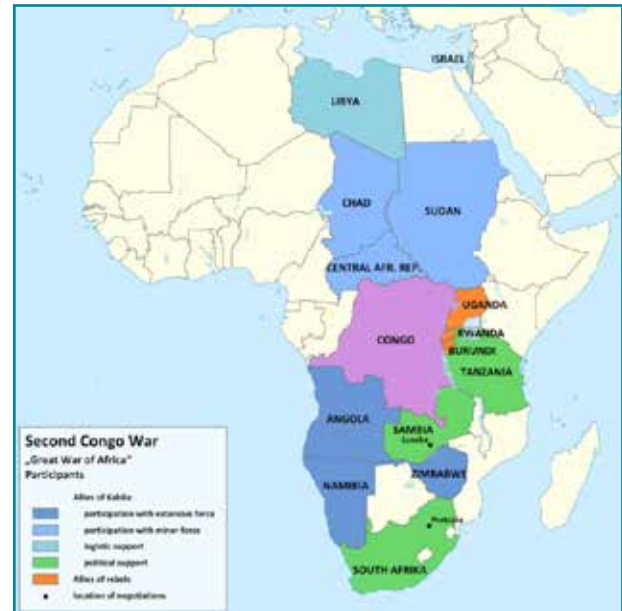 ISRAEL
LIBYA
CHAD
SUDAN
CENTRAL AFR. REP.
UGANDA
RWANDA
CONGO
BURUNDI
TANZANIA
ANGOLA
SAMBIA
Lusaka
ZIMBABWE
NAMIBIA
Pretoria
SOUTH AFRICA
Second Congo War
„Great War of Africa"
Participants
Allies of Kabila
participation with extensive force
participation with minor force
logistic support
political support
Allies of rebels
location of negotiations